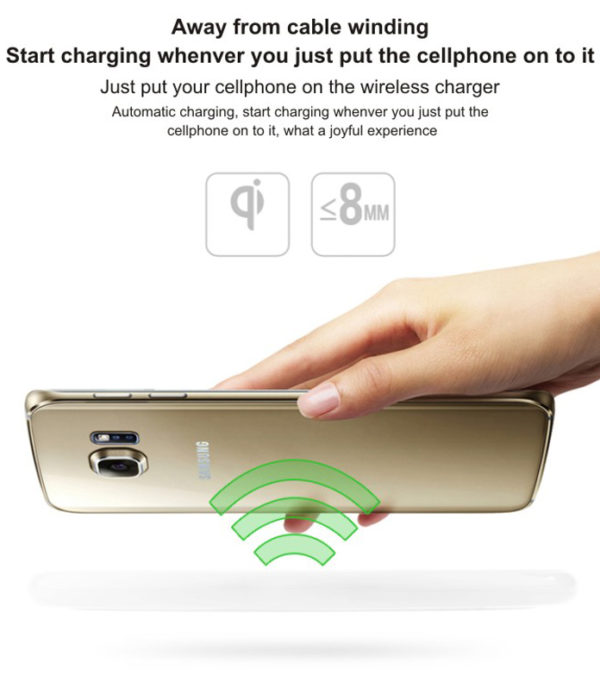 Away from cable winding
Start charging whenver you just put the cellphone on to it
Just put your cellphone on the wireless charger
Automatic charging, start charging whenver you just put the
cellphone on to it, what a joyful experience
qi
≤8MM
SAMSUNG